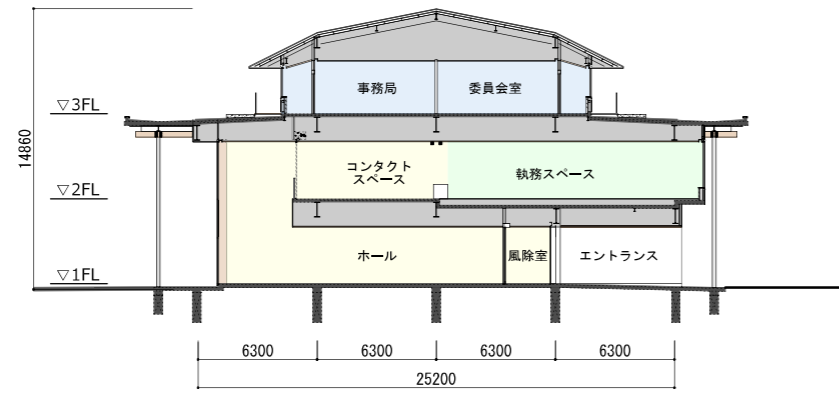 事務局
委員会室
▽3FL
14860
コンタクト
スペース
執務スペース
▽2FL
ホール
風除室
エントランス
▽1FL
6300
6300
6300
6300
25200